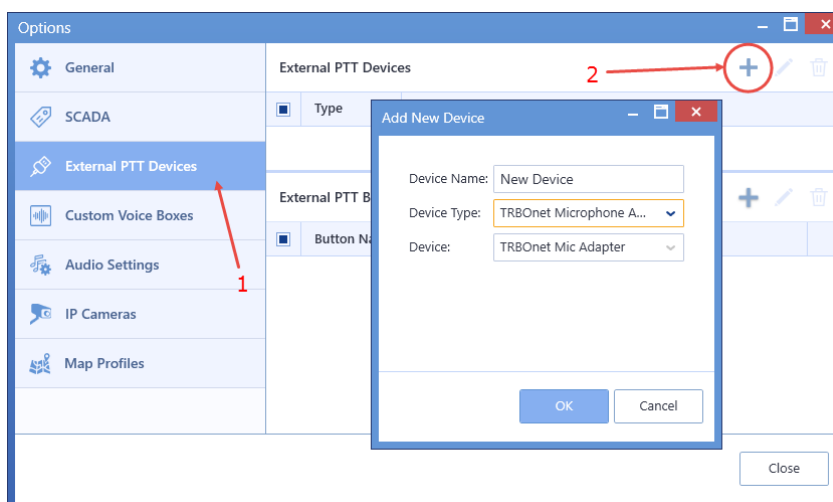 Options
General
SCADA
External PTT Devices
Custom Voice Boxes
Audio Settings
IP Cameras
Map Profiles
1
External PTT Devices
2
Type
External PTT B
Button Na
Add New Device
Device Name: New Device
Device Type: TRBOnet Microphone A...
Device: TRBOnet Mic Adapter
OK Cancel
Close